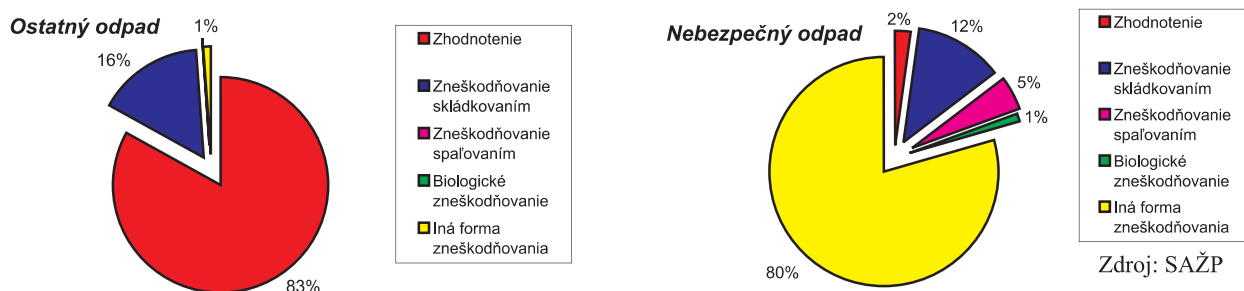 Ostatný odpad
1%
16%
83%
Zhodnotenie
Zneškodňovanie
skládkovaním
Zneškodňovanie
spaľovaním
Biologické
zneškodňovanie
Iná forma
zneškodňovania
Nebezpečný odpad
2%
12%
5%
1%
80%
Zhodnotenie
Zneškodňovanie
skládkovaním
Zneškodňovanie
spaľovaním
Biologické
zneškodňovanie
Iná forma
zneškodňovania
Zdroj: SAŽP